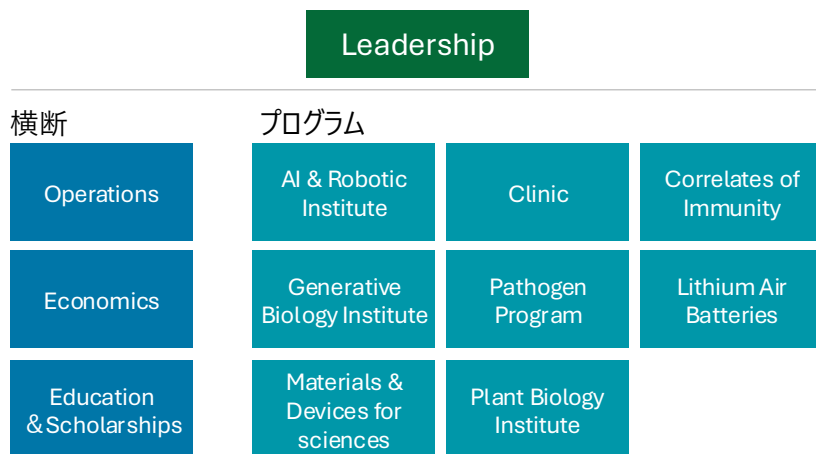 Leadership
横断
プログラム
Operations
AI & Robotic
Institute
Clinic
Correlates of
Immunity
Economics
Generative
Biology Institute
Pathogen
Program
Lithium Air
Batteries
Education
＆Scholarships
Materials &
Devices for
sciences
Plant Biology
Institute